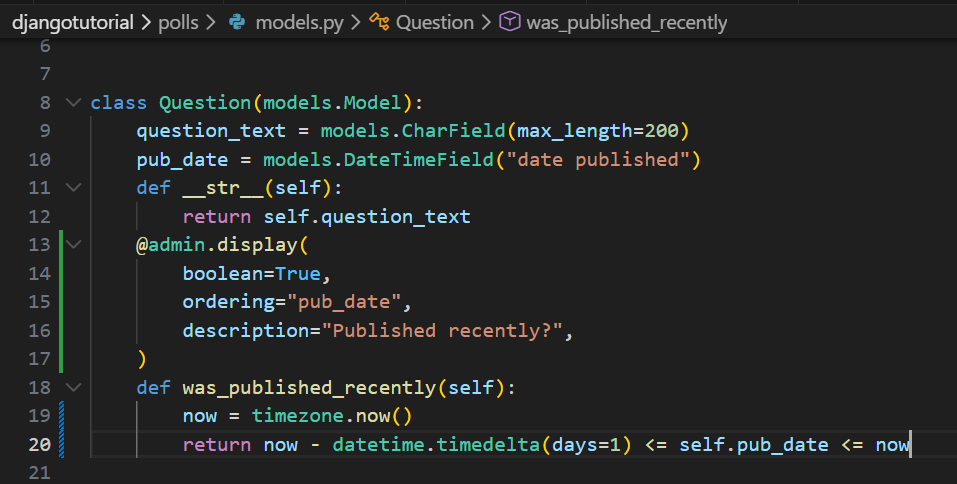 djangotutorial > polls > models.py > Question > was_published_recently
6
7
8 class Question(models.Model):
9     question_text = models.CharField(max_length=200)
10     pub_date = models.DateTimeField("date published")
11     def __str__(self):
12         return self.question_text
13     @admin.display(
14         boolean=True,
15         ordering="pub_date",
16         description="Published recently?",
17     )
18     def was_published_recently(self):
19         now = timezone.now()
20         return now - datetime.timedelta(days=1) <= self.pub_date <= now
21